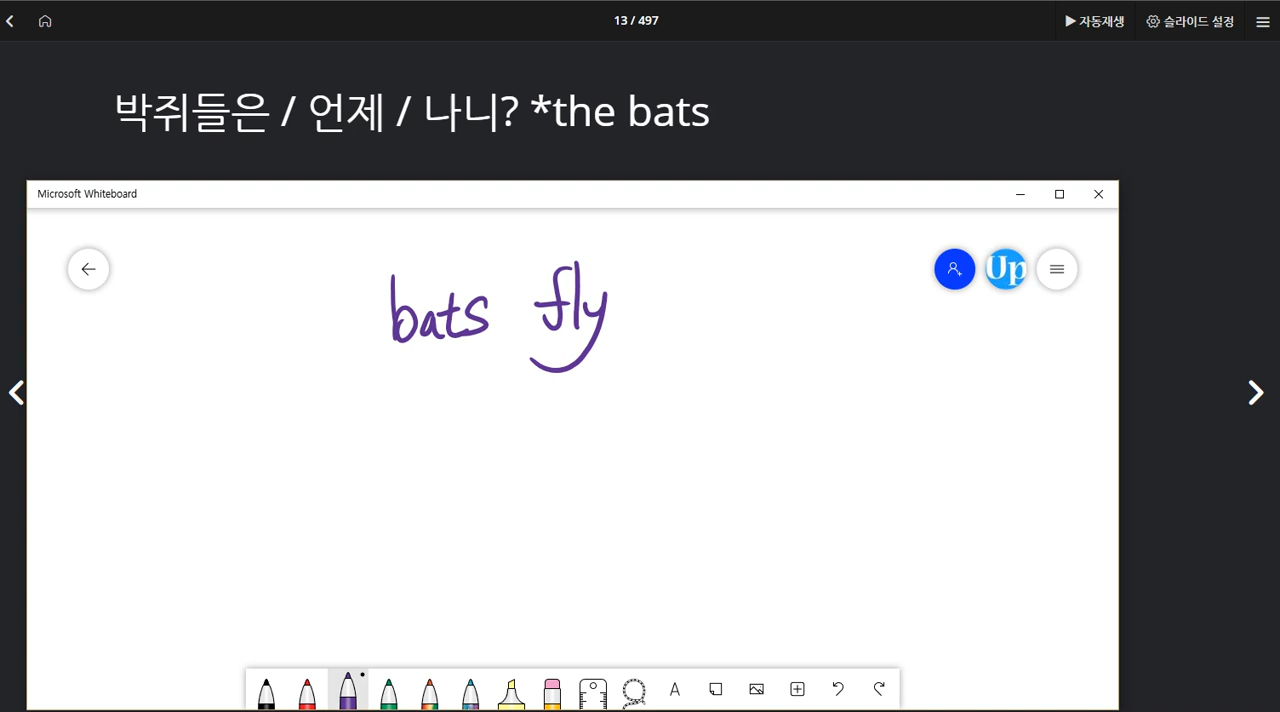 13 / 497
▶ 자동재생
슬라이드 설정
박쥐들은 / 언제 / 나니? *the bats
Microsoft Whiteboard
Up
bats fly
A